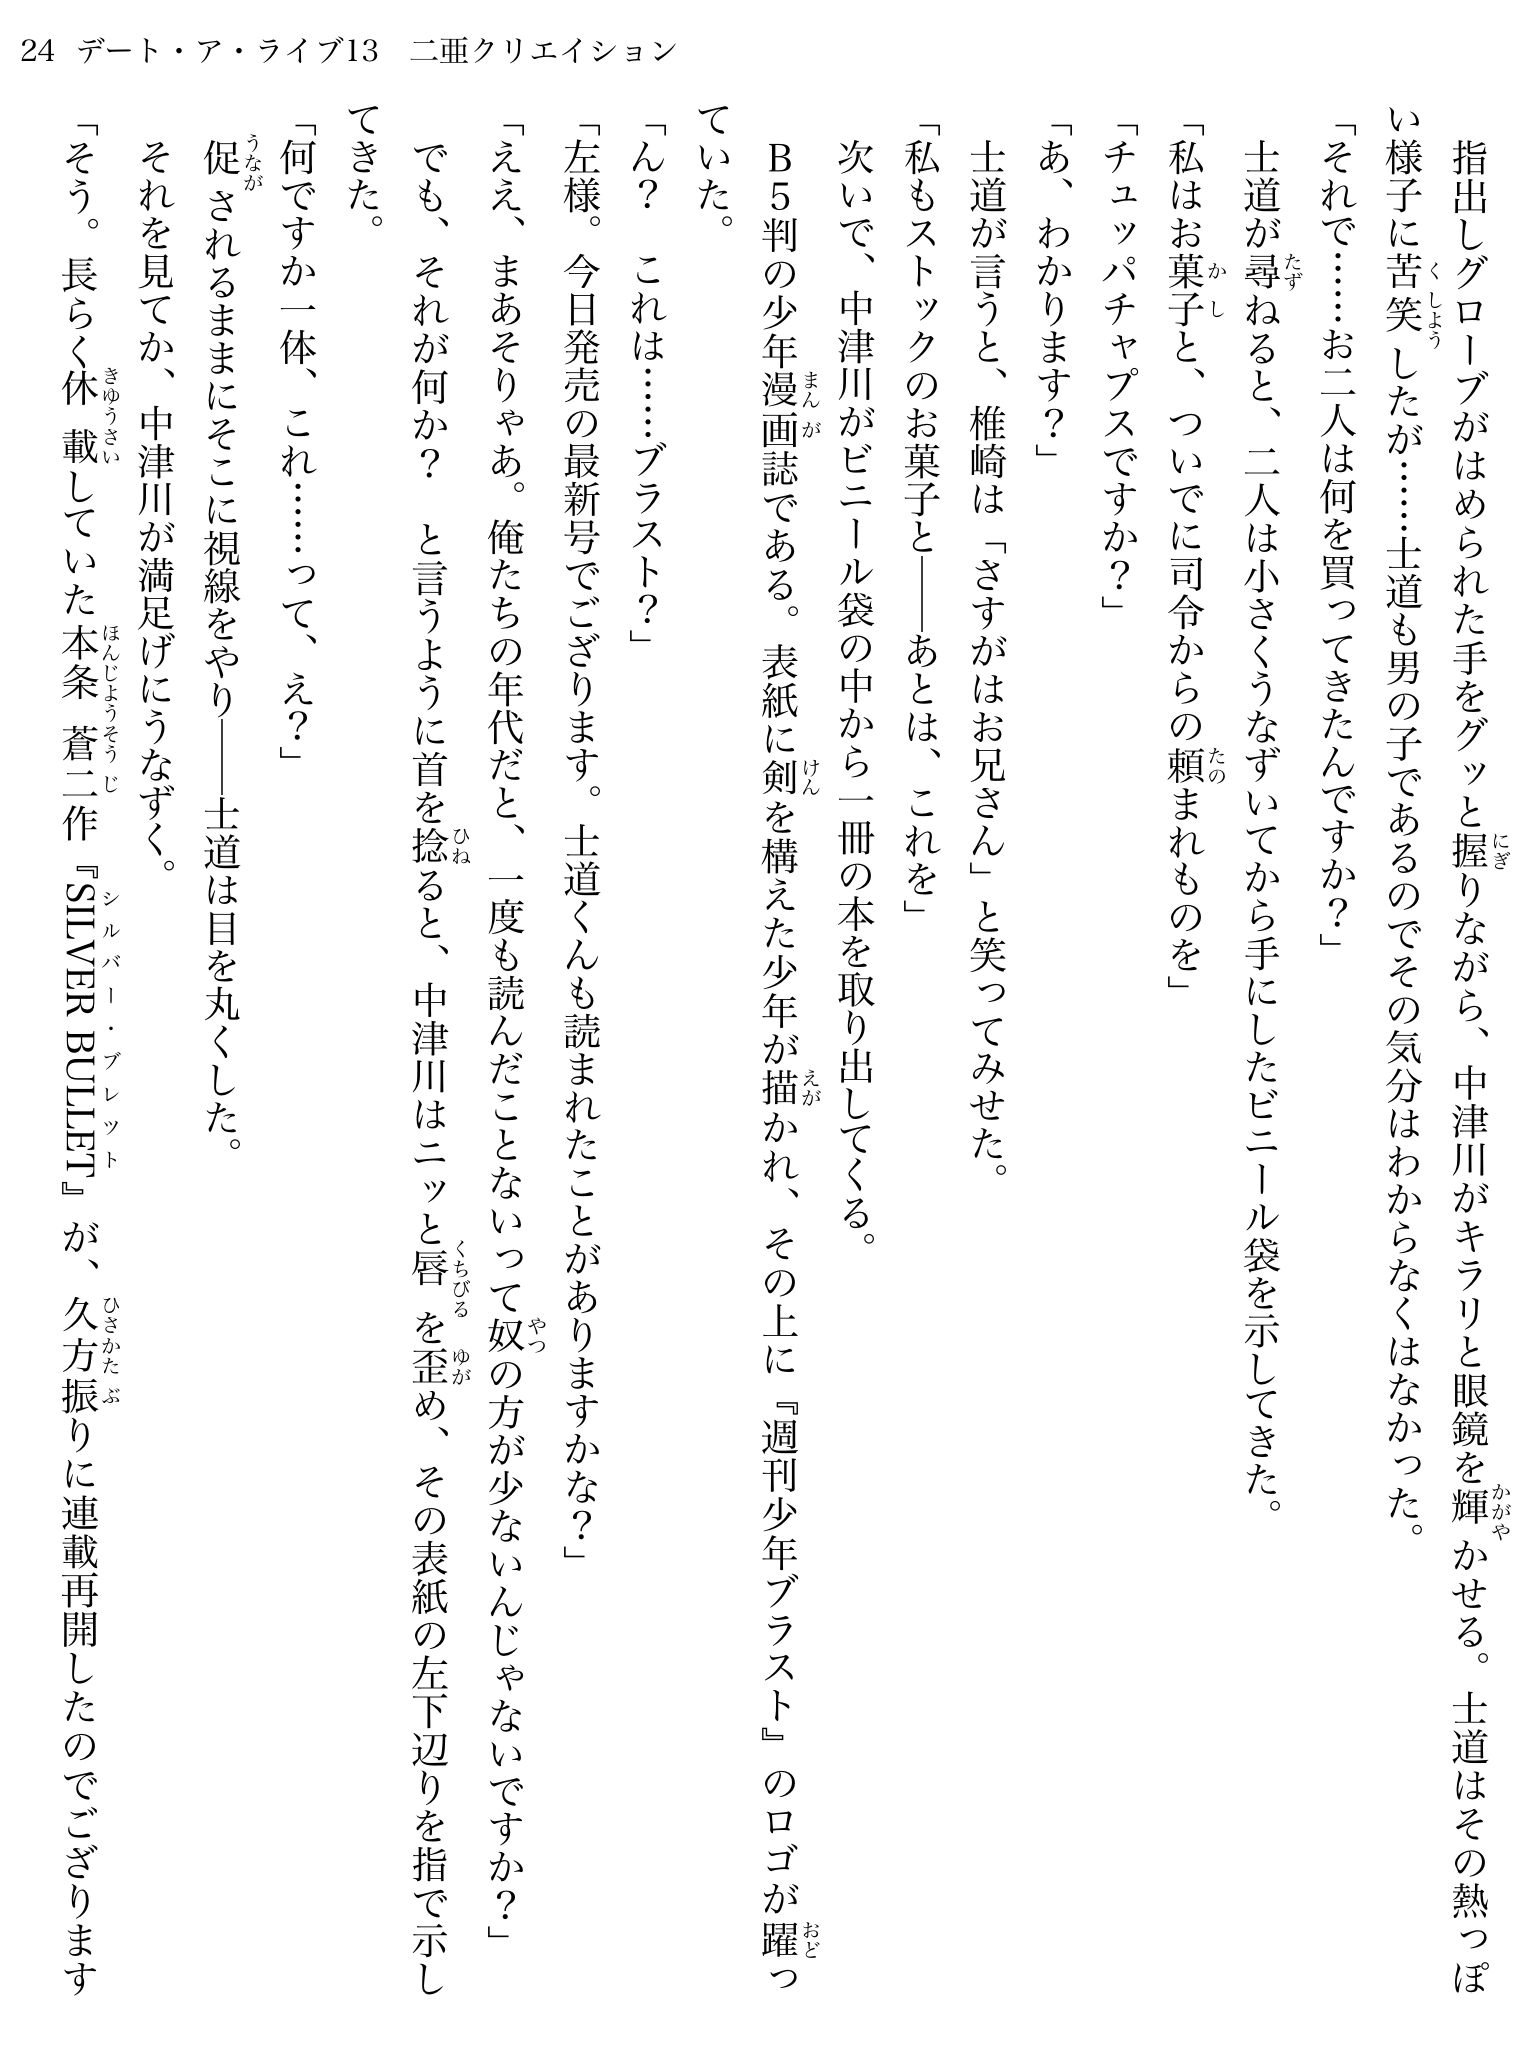 24 デート・ア・ライブ13　二亜クリエイション
　指出しグローブがはめられた手をグッと握りながら、中津川がキラリと眼鏡を輝かせる。士道はその熱っぽ
い様子に苦笑したが……士道も男の子であるのでその気分はわからなくはなかった。
「それで……お二人は何を買ってきたんですか？」
　士道が尋ねると、二人は小さくうなずいてから手にしたビニール袋を示してきた。
「私はお菓子と、ついでに司令からの頼まれものを」
「チュッパチャプスですか？」
「あ、わかります？」
　士道が言うと、椎崎は「さすがはお兄さん」と笑ってみせた。
「私もストックのお菓子と――あとは、これを」
　次いで、中津川がビニール袋の中から一冊の本を取り出してくる。
　Ｂ５判の少年漫画誌である。表紙に剣を構えた少年が描かれ、その上に『週刊少年ブラスト』のロゴが躍っ
ていた。
「ん？　これは……ブラスト？」
「左様。今日発売の最新号でござります。士道くんも読まれたことがありますかな？」
「ええ、まあそりゃあ。俺たちの年代だと、一度も読んだことないって奴の方が少ないんじゃないですか？」
　でも、それが何か？　と言うように首を捻ると、中津川はニッと唇を歪め、その表紙の左下辺りを指で示し
てきた。
「何ですか一体、これ……って、え？」
　促されるままにそこに視線をやり――士道は目を丸くした。
　それを見てか、中津川が満足げにうなずく。
「そう。長らく休載していた本条蒼二作『SILVER BULLET』が、久方振りに連載再開したのでござります